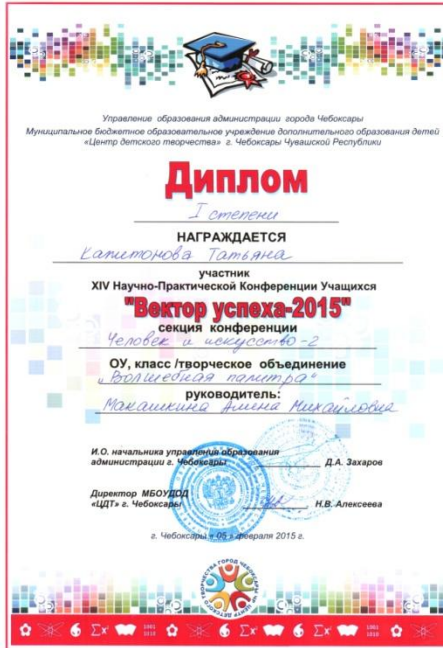 Управление образования администрации города Чебоксары
Муниципальное бюджетное образовательное учреждение дополнительного образования детей
«Центр детского творчества» г. Чебоксары Чувашской Республики
Диплом
I степени
НАГРАЖДАЕТСЯ
Капитонова Татьяна
участник
XIV Научно-Практической Конференции Учащихся
"Вектор успеха-2015"
секция конференции
Человек и искусство-2
ОУ, класс /творческое объединение
"Волшебная палитра"
руководитель:
Макашкина Алена Михайловна
И.О. начальника управления образования
администрации г. Чебоксары Д.А. Захаров
Директор МБОУДОД
«ЦДТ» г. Чебоксары Н.В. Алексеева
г. Чебоксары « 05 » февраля 2015 г.